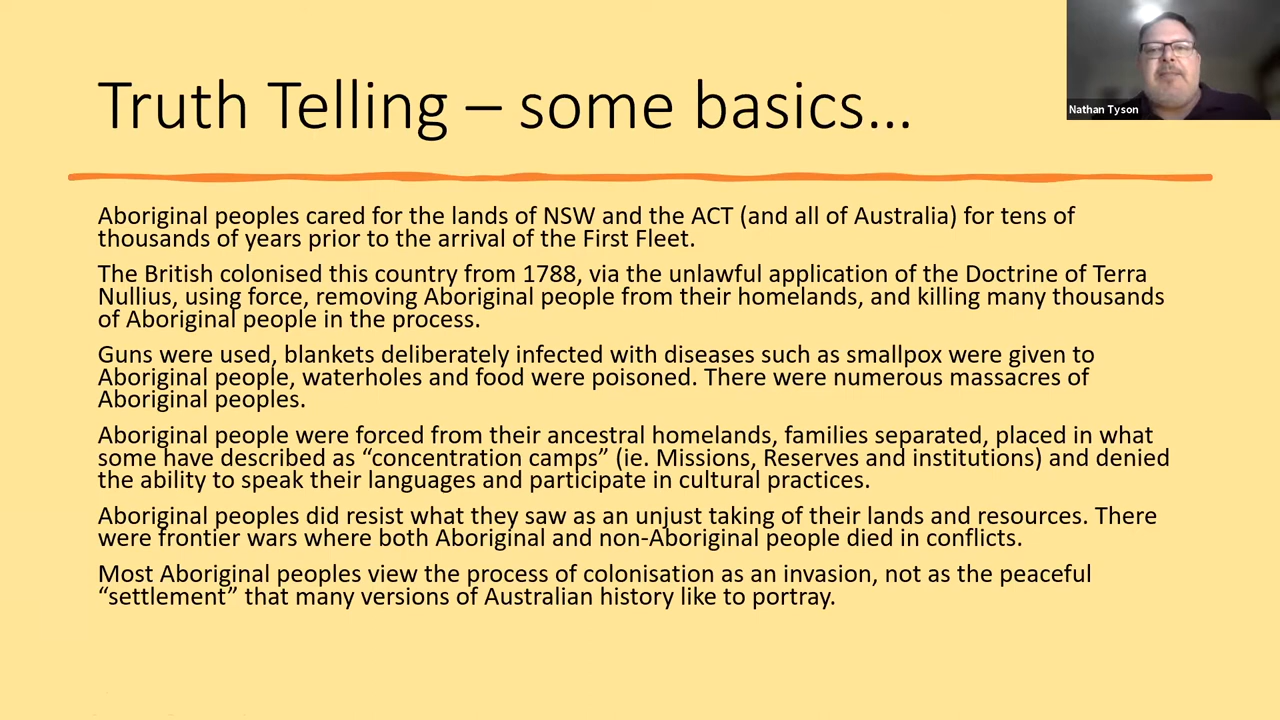 Truth Telling – some basics...
Nathan Tyson
Aboriginal peoples cared for the lands of NSW and the ACT (and all of Australia) for tens of
thousands of years prior to the arrival of the First Fleet.
The British colonised this country from 1788, via the unlawful application of the Doctrine of Terra
Nullius, using force, removing Aboriginal people from their homelands, and killing many thousands
of Aboriginal people in the process.
Guns were used, blankets deliberately infected with diseases such as smallpox were given to
Aboriginal people, waterholes and food were poisoned. There were numerous massacres of
Aboriginal peoples.
Aboriginal people were forced from their ancestral homelands, families separated, placed in what
some have described as “concentration camps” (ie. Missions, Reserves and institutions) and denied
the ability to speak their languages and participate in cultural practices.
Aboriginal peoples did resist what they saw as an unjust taking of their lands and resources. There
were frontier wars where both Aboriginal and non-Aboriginal people died in conflicts.
Most Aboriginal peoples view the process of colonisation as an invasion, not as the peaceful
“settlement” that many versions of Australian history like to portray.